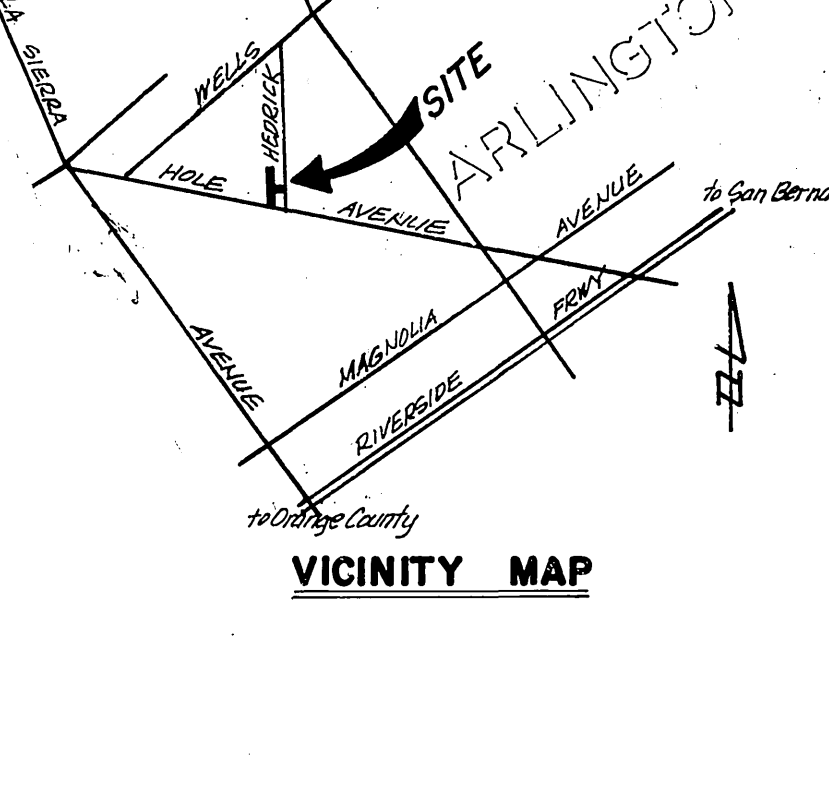 LA SIERRA
WELLS
HEDRICK
SITE
ARLINGTON
HOLE
AVENUE
AVENUE
to San Berna
FRWY
MAGNOLIA
AVENUE
RIVERSIDE
to Orange County
VICINITY MAP